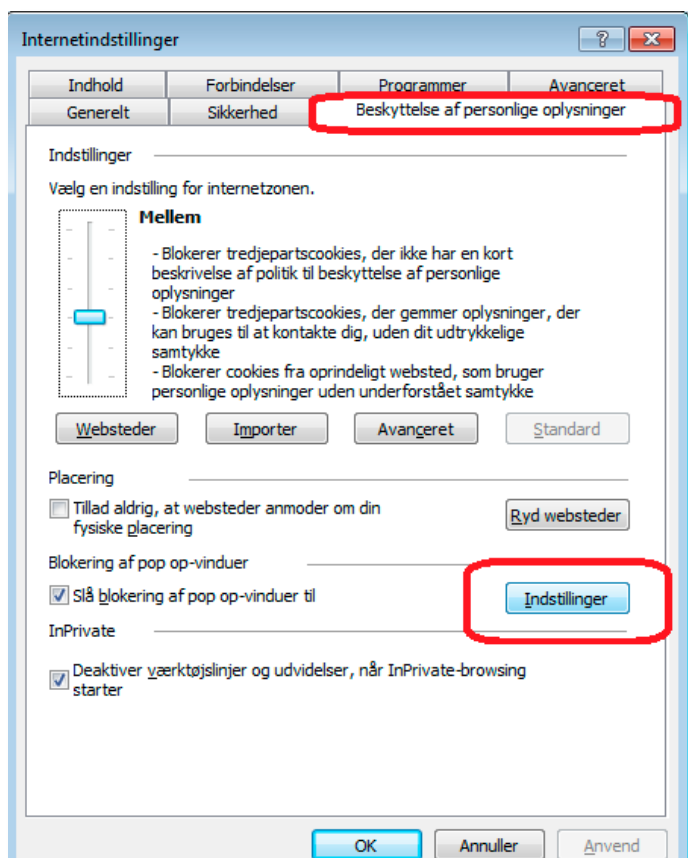 Internetindstillinger
Indhold
Forbindelser
Programmer
Avanceret
Generelt
Sikkerhed
Beskyttelse af personlige oplysninger
Indstillinger
Vælg en indstilling for internetzonen.
Mellem
- Blokerer tredjepartscookies, der ikke har en kort
beskrivelse af politik til beskyttelse af personlige
oplysninger
- Blokerer tredjepartscookies, der gemmer oplysninger, der
kan bruges til at kontakte dig, uden dit udtrykkelige
samtykke
- Blokerer cookies fra oprindeligt websted, som bruger
personlige oplysninger uden underforstået samtykke
Websteder
Importer
Avanceret
Standard
Placering
Tillad aldrig, at websteder anmoder om din
fysiske placering
Ryd websteder
Blokering af pop op-vinduer
Slå blokering af pop op-vinduer til
Indstillinger
InPrivate
Deaktiver værktøjslinjer og udvidelser, når InPrivate-browsing
starter
OK
Annuller
Anvend